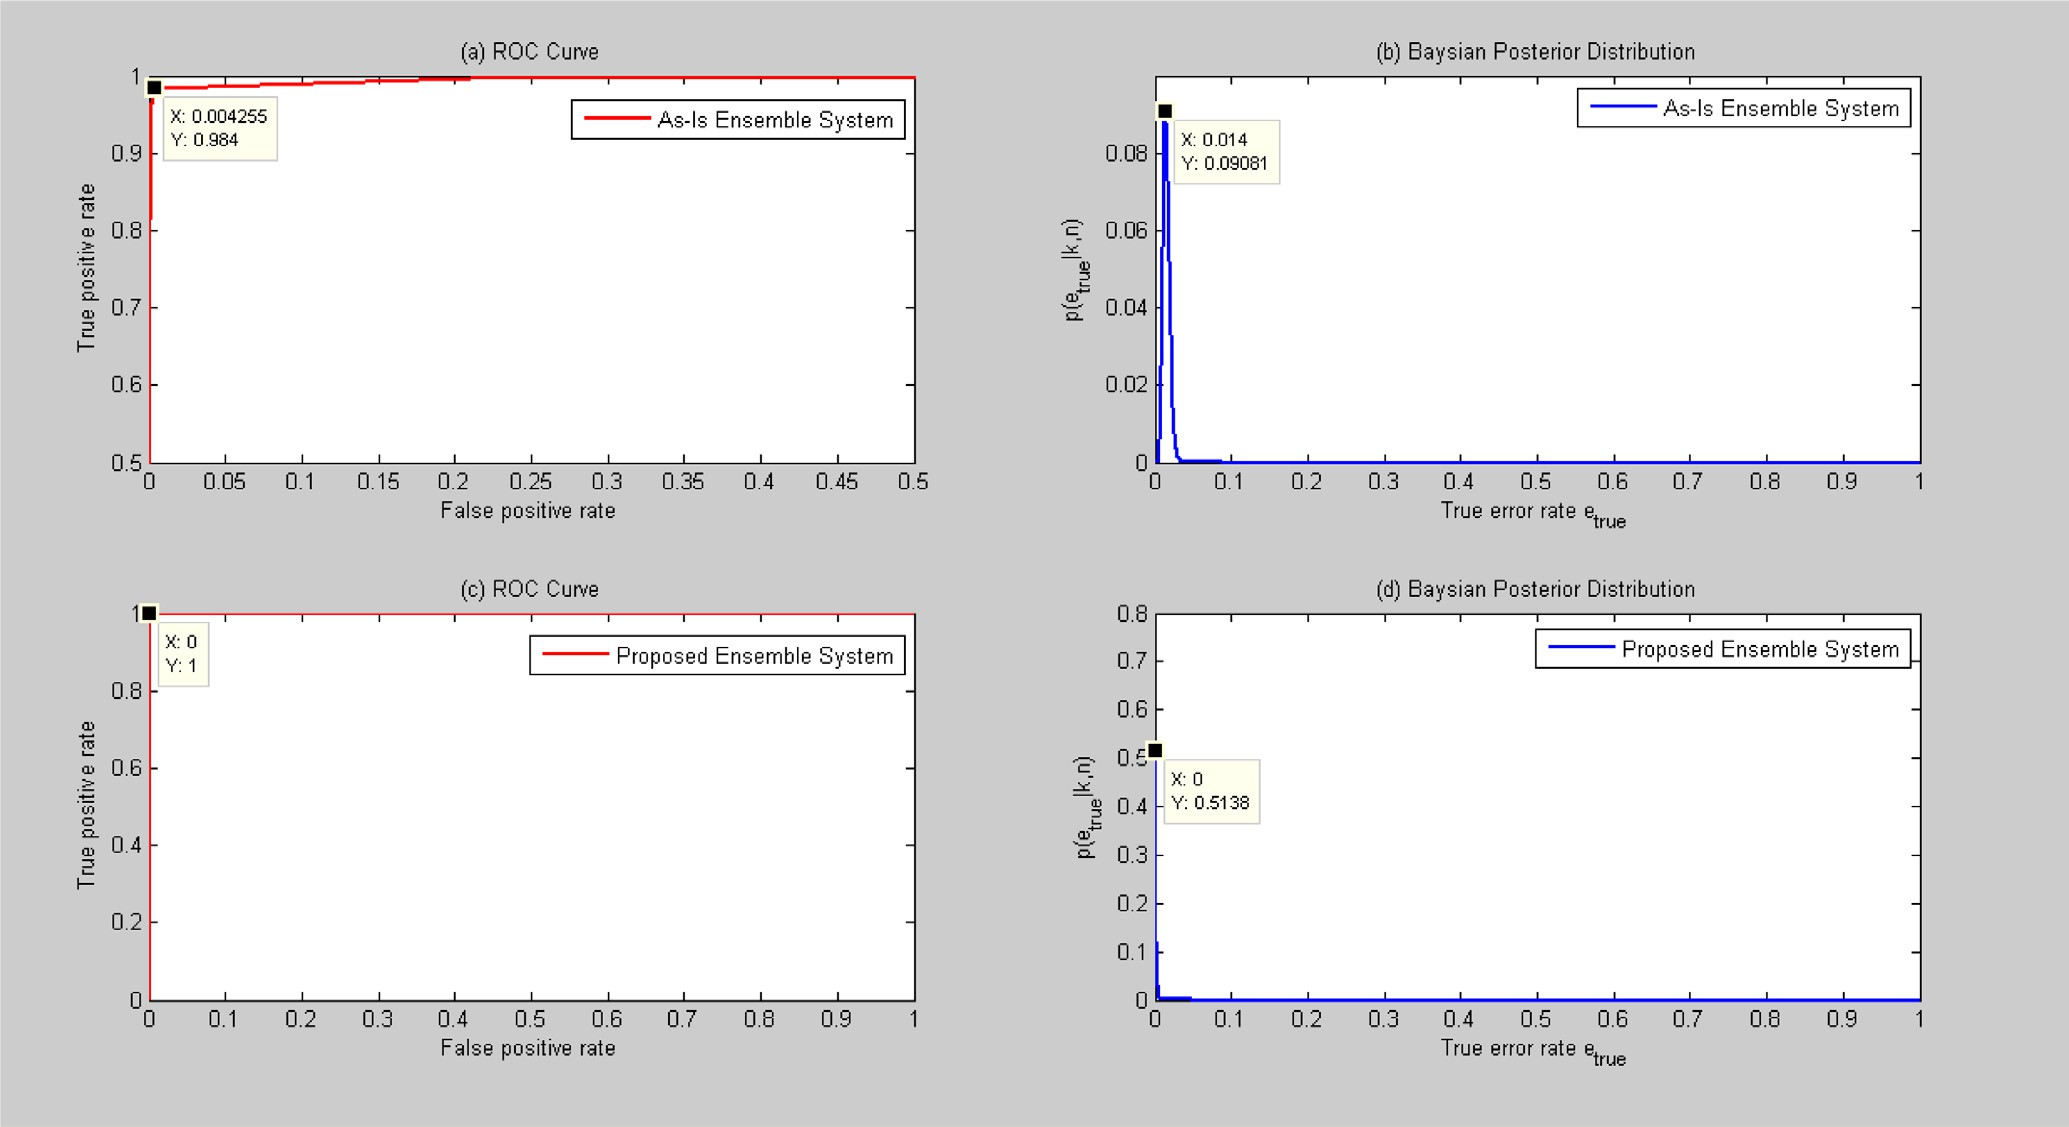 (a) ROC Curve
True positive rate
1
0.9
0.8
0.7
0.6
0.5
X: 0.004255
Y: 0.984
As-Is Ensemble System
0 0.05 0.1 0.15 0.2 0.25 0.3 0.35 0.4 0.45 0.5
False positive rate
(b) Baysian Posterior Distribution
p(e_true|k,n)
0.08
0.06
0.04
0.02
0
X: 0.014
Y: 0.09081
As-Is Ensemble System
0 0.1 0.2 0.3 0.4 0.5 0.6 0.7 0.8 0.9 1
True error rate e_true
(c) ROC Curve
True positive rate
1
0.8
0.6
0.4
0.2
0
X: 0
Y: 1
Proposed Ensemble System
0 0.1 0.2 0.3 0.4 0.5 0.6 0.7 0.8 0.9 1
False positive rate
(d) Baysian Posterior Distribution
p(e_true|k,n)
0.8
0.7
0.6
0.5
0.4
0.3
0.2
0.1
0
X: 0
Y: 0.5138
Proposed Ensemble System
0 0.1 0.2 0.3 0.4 0.5 0.6 0.7 0.8 0.9 1
True error rate e_true